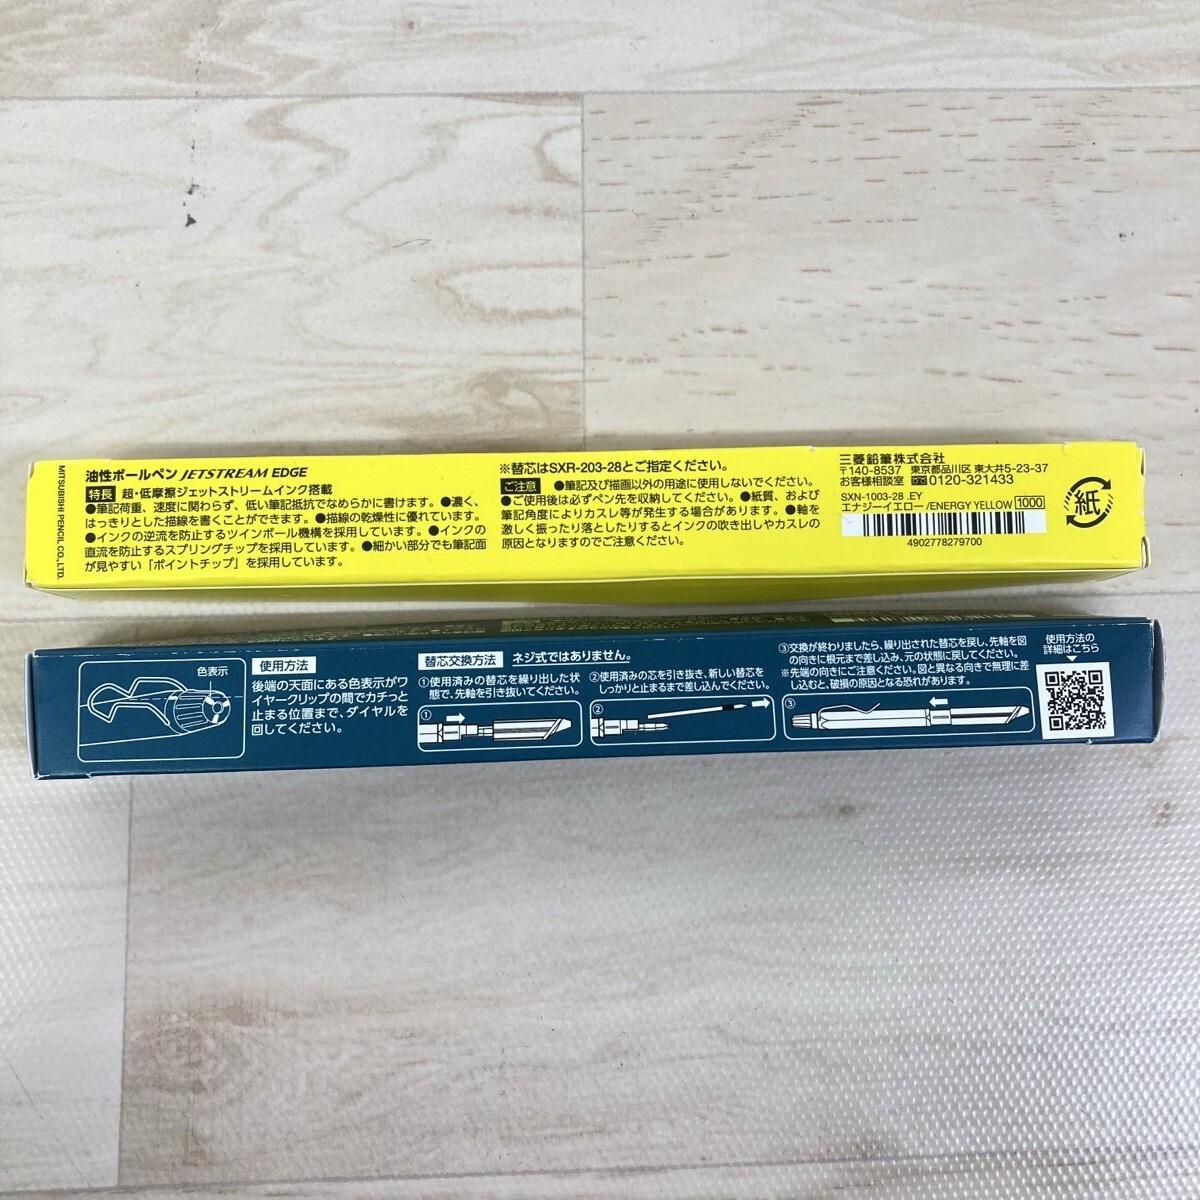 MITSUBISHI PENCIL CO.,LTD.
油性ボールペン JETSTREAM EDGE
特長 超・低摩擦ジェットストリームインク搭載
●筆記荷重、速度に関わらず、低い筆記抵抗でなめらかに書けます。●濃く、
はっきりとした描線を書くことができます。●描線の乾燥性に優れています。
●インクの逆流を防止するツインボール機構を採用しています。●インクの
直流を防止するスプリングチップを採用しています。●細かい部分でも筆記面
が見やすい「ポイントチップ」を採用しています。
※替芯はSXR-203-28とご指定ください。
ご注意 ●筆記及び描画以外の用途に使用しないでください。
●ご使用後は必ずペン先を収納してください。●紙質、および
筆記角度によりカスレ等が発生する場合があります。●軸を
激しく振ったり落としたりするとインクの吹き出しやカスレの
原因となりますのでご注意ください。
三菱鉛筆株式会社
〒140-8537 東京都品川区 東大井5-23-37
お客様相談室 0120-321433
SXN-1003-28 .EY
エナジーイエロー /ENERGY YELLOW 1000
4902778279700
紙
色表示
使用方法
後端の天面にある色表示がワ
イヤークリップの間でカチっと
止まる位置まで、ダイヤルを
回してください。
替芯交換方法 ネジ式ではありません。
①使用済みの替芯を繰り出した状
態で、先軸を引き抜いてください。
①
②使用済みの芯を引き抜き、新しい替芯を
しっかりと止まるまで差し込んでください。
②
③交換が終わりましたら、繰り出された替芯を戻し、先軸を図
の向きに根元まで差し込み、元の状態に戻してください。
※先端の向きにご注意ください。図と異なる向きで無理に差
し込むと、破損の原因となる恐れがあります。
③
使用方法の
詳細はこちら